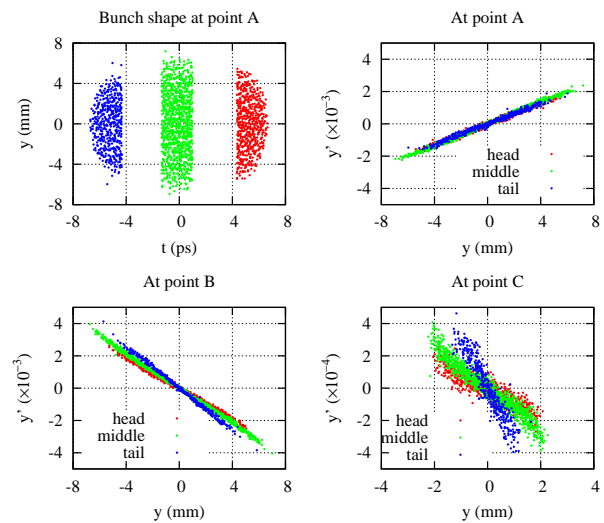 Bunch shape at point A
8
4
0
-4
-8
y (mm)
-8 -4 0 4 8
t (ps)
At point A
4
2
0
-2
-4
y' (×10⁻³)
head
middle
tail
-8 -4 0 4 8
y (mm)
At point B
4
2
0
-2
-4
y' (×10⁻³)
head
middle
tail
-8 -4 0 4 8
y (mm)
At point C
4
2
0
-2
-4
y' (×10⁻⁴)
head
middle
tail
-4 -2 0 2 4
y (mm)